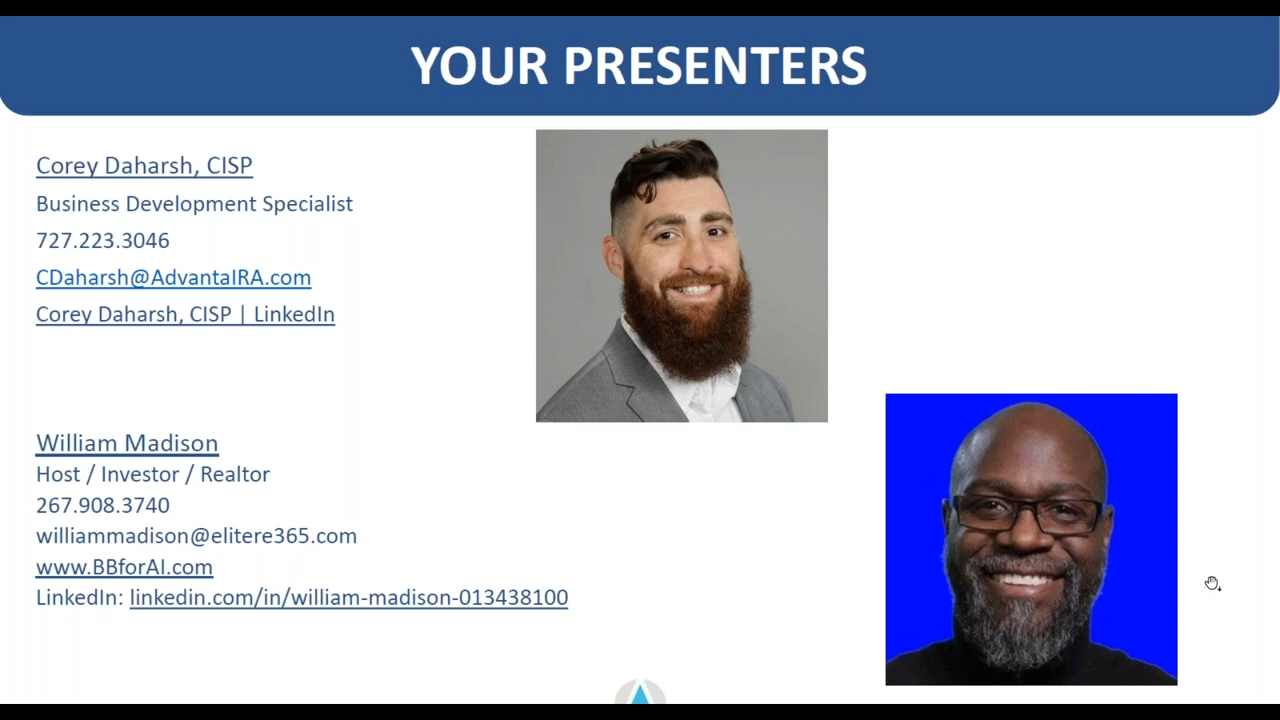 YOUR PRESENTERS
Corey Daharsh, CISP
Business Development Specialist
727.223.3046
CDaharsh@AdvantaIRA.com
Corey Daharsh, CISP | LinkedIn
William Madison
Host / Investor / Realtor
267.908.3740
williammadison@elitere365.com
www.BBforAI.com
LinkedIn: linkedin.com/in/william-madison-013438100